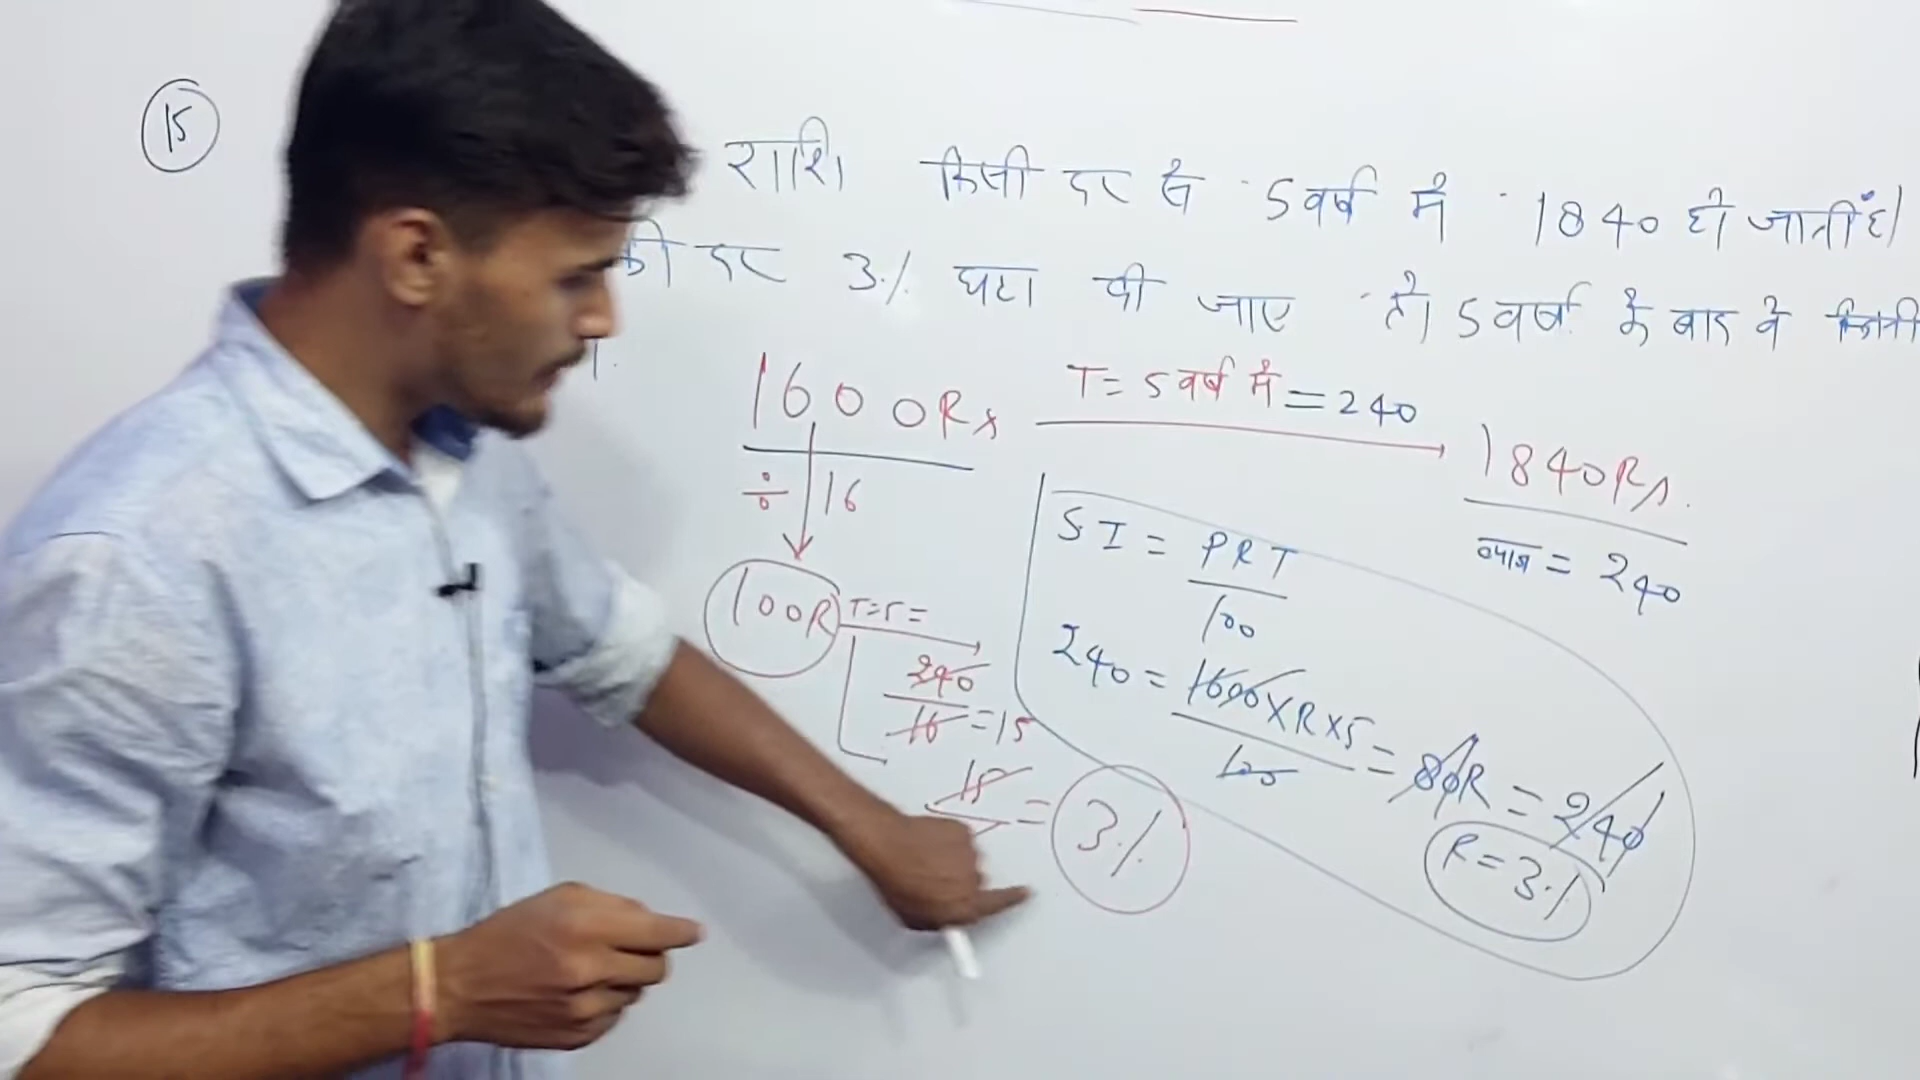 15
राशि किसी दर से 5 वर्ष में 1840 हो जाती है।
की दर 3% घटा दी जाए तो 5 वर्ष के बाद वे
1600Rs
T = 5 वर्ष में = 240
1840Rs.
÷ 16
ब्याज = 240
SI = PRT
100
100R T=5=
240
16 = 15
240 = 1600×R×5 = 80R = 240
100
15
= 3%
R = 3%